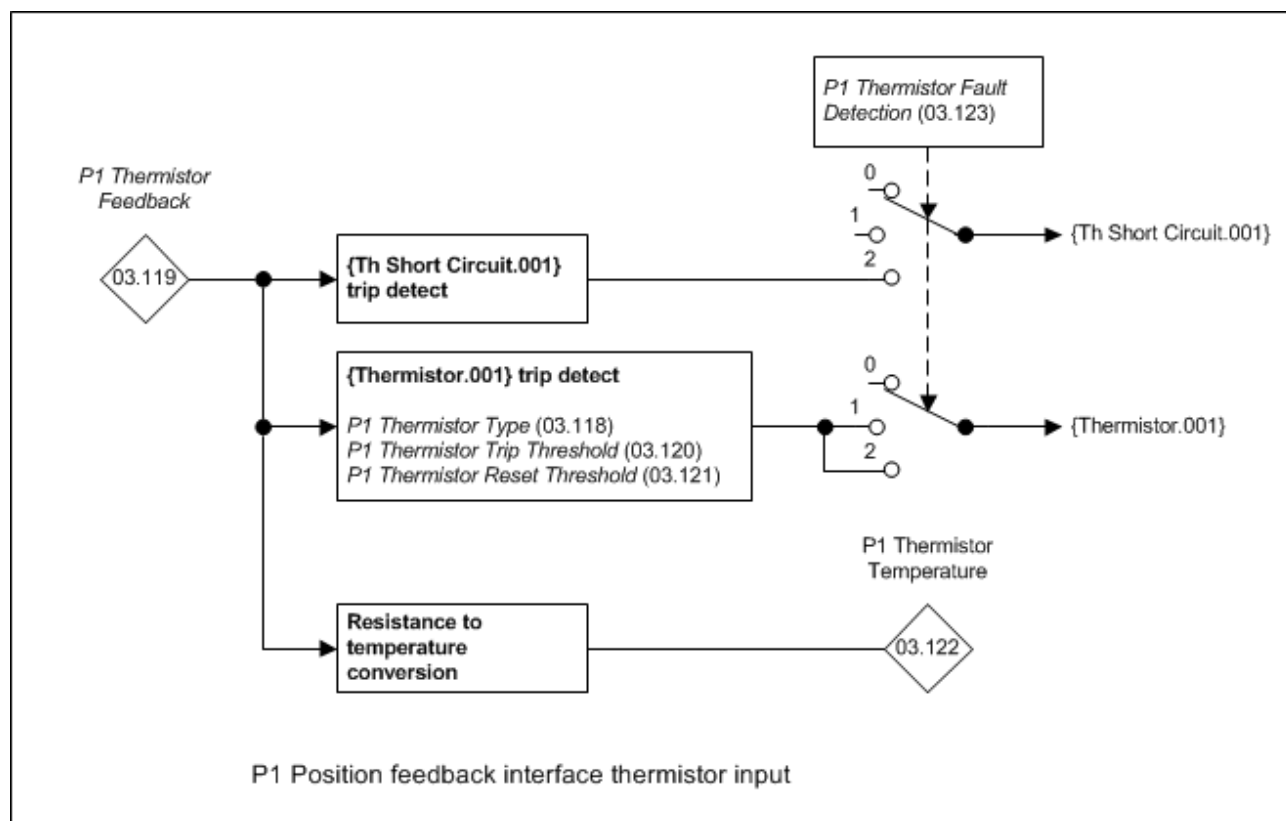 P1 Thermistor Fault
Detection (03.123)
P1 Thermistor
Feedback
03.119
{Th Short Circuit.001}
trip detect
0
1
2
{Th Short Circuit.001}
{Thermistor.001} trip detect
P1 Thermistor Type (03.118)
P1 Thermistor Trip Threshold (03.120)
P1 Thermistor Reset Threshold (03.121)
0
1
2
{Thermistor.001}
P1 Thermistor
Temperature
Resistance to
temperature
conversion
03.122
P1 Position feedback interface thermistor input